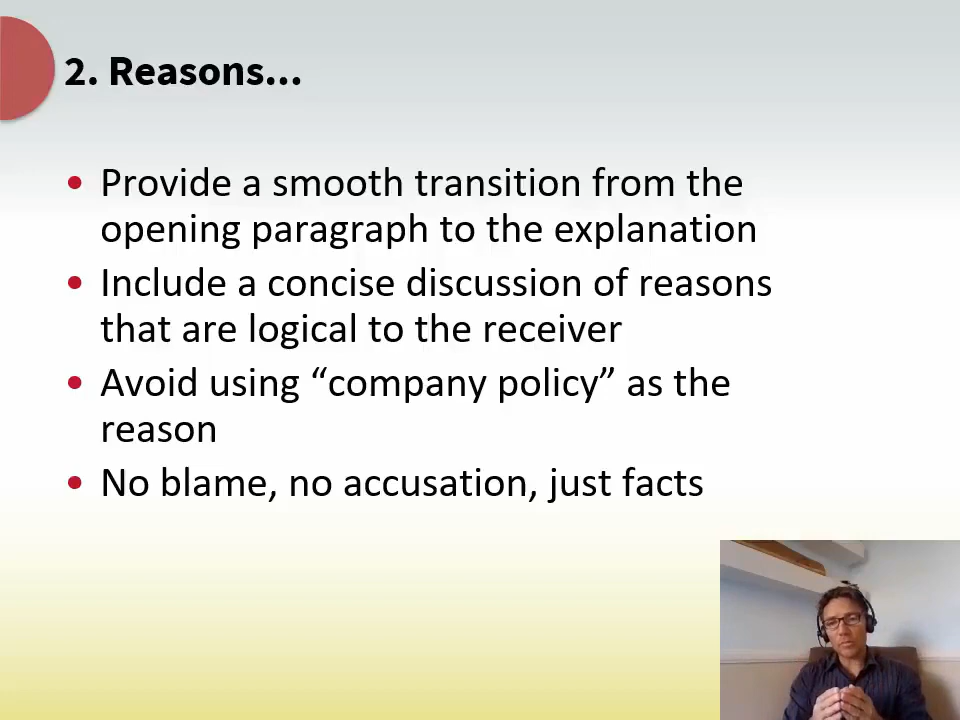 2. Reasons...
• Provide a smooth transition from the
opening paragraph to the explanation
• Include a concise discussion of reasons
that are logical to the receiver
• Avoid using “company policy” as the
reason
• No blame, no accusation, just facts